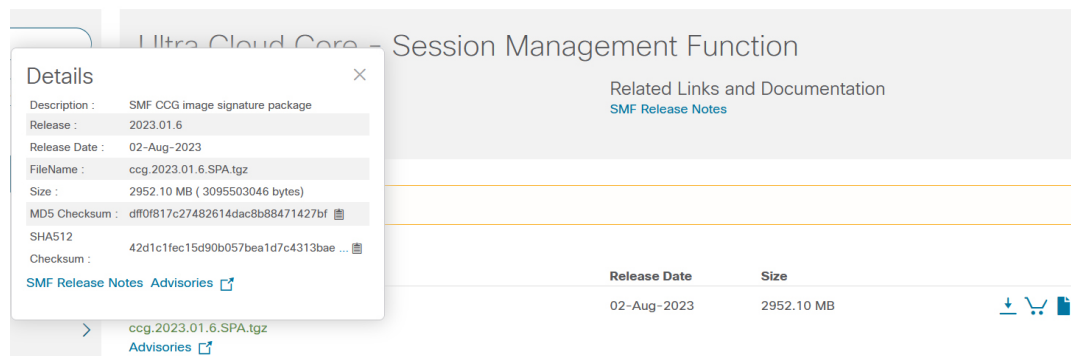 Ultra Cloud Core - Session Management Function
Details
Related Links and Documentation
SMF Release Notes
Description : SMF CCG image signature package
Release : 2023.01.6
Release Date : 02-Aug-2023
FileName : ccg.2023.01.6.SPA.tgz
Size : 2952.10 MB ( 3095503046 bytes)
MD5 Checksum : dff0f817c27482614dac8b88471427bf
SHA512 Checksum : 42d1c1fec15d90b057bea1d7c4313bae ...
SMF Release Notes Advisories
Release Date Size
02-Aug-2023 2952.10 MB
ccg.2023.01.6.SPA.tgz
Advisories